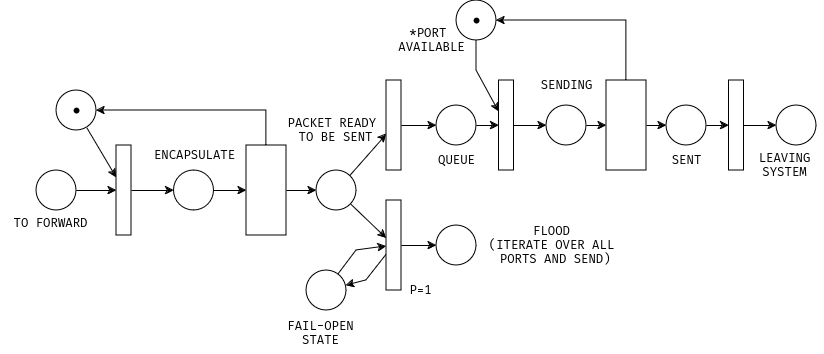 *PORT
AVAILABLE
SENDING
PACKET READY
TO BE SENT
ENCAPSULATE
QUEUE
SENT
LEAVING
SYSTEM
TO FORWARD
FLOOD
(ITERATE OVER ALL
PORTS AND SEND)
P=1
FAIL-OPEN
STATE